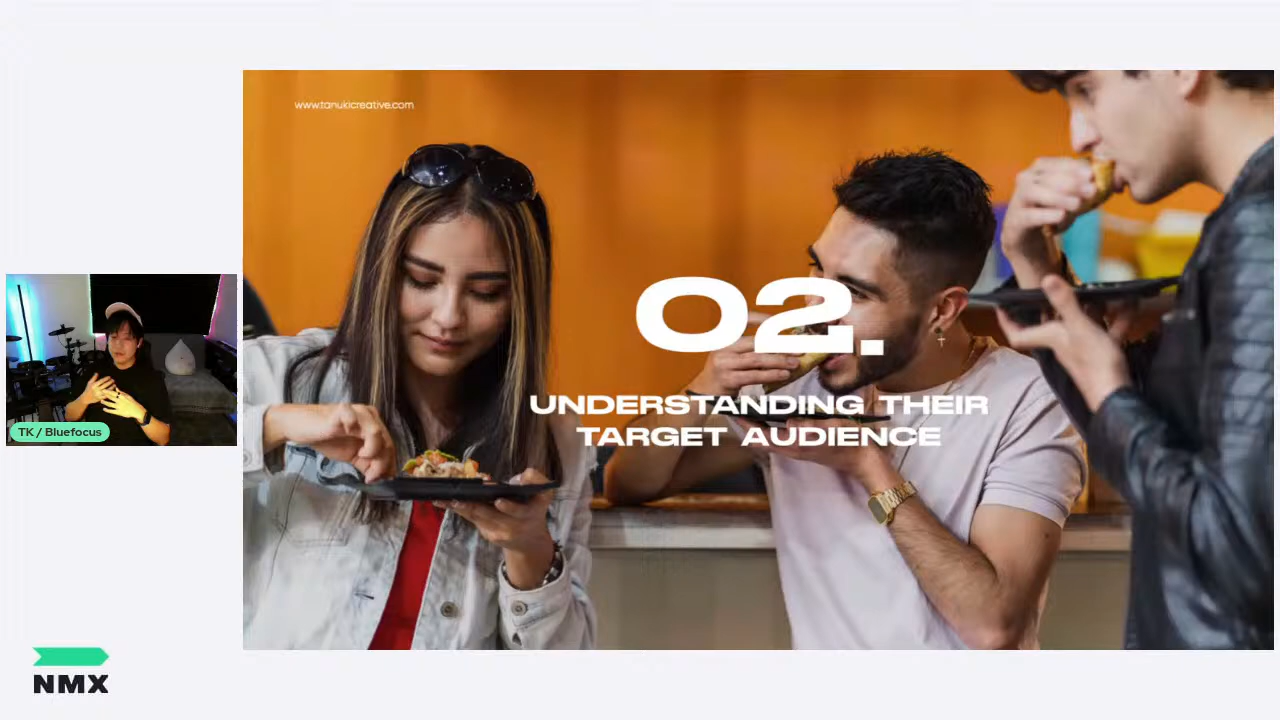 www.tanukicreative.com
02.
UNDERSTANDING THEIR
TARGET AUDIENCE
TK / Bluefocus
NMX